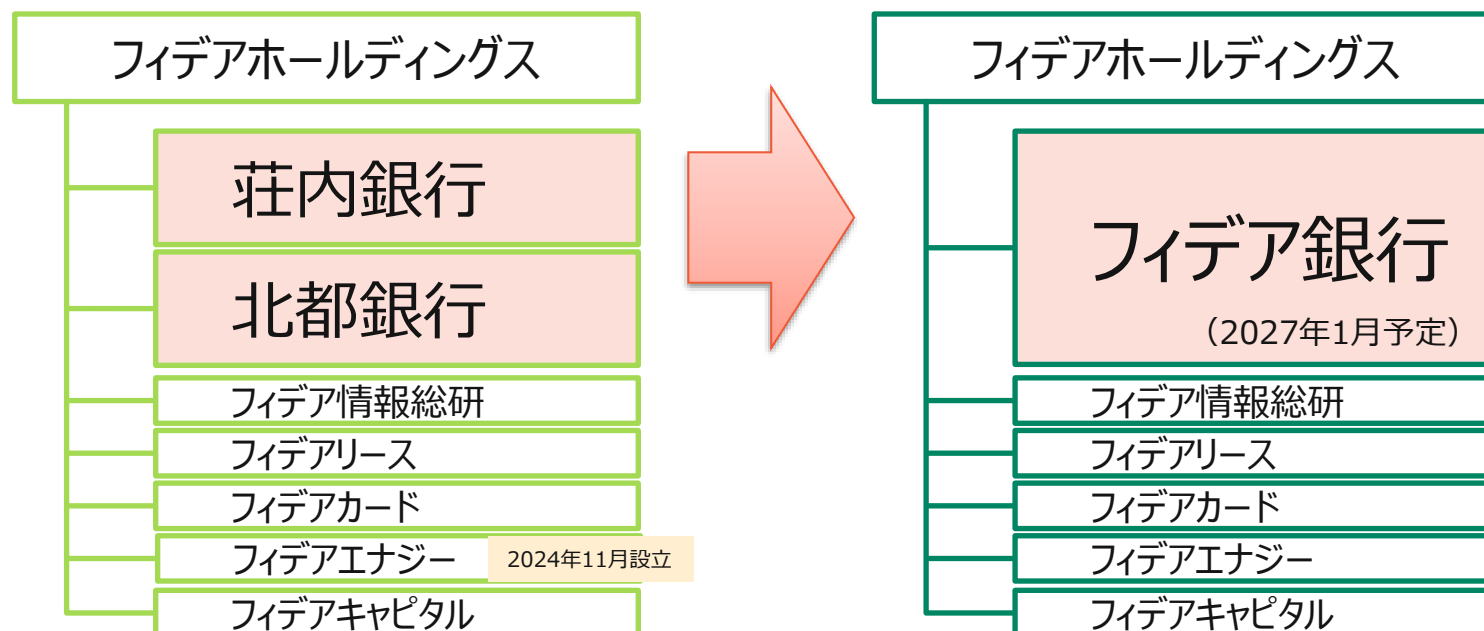 フィデアホールディングス
荘内銀行
北都銀行
フィデア情報総研
フィデアリース
フィデアカード
フィデアエナジー
2024年11月設立
フィデアキャピタル
フィデアホールディングス
フィデア銀行
（2027年1月予定）
フィデア情報総研
フィデアリース
フィデアカード
フィデアエナジー
フィデアキャピタル